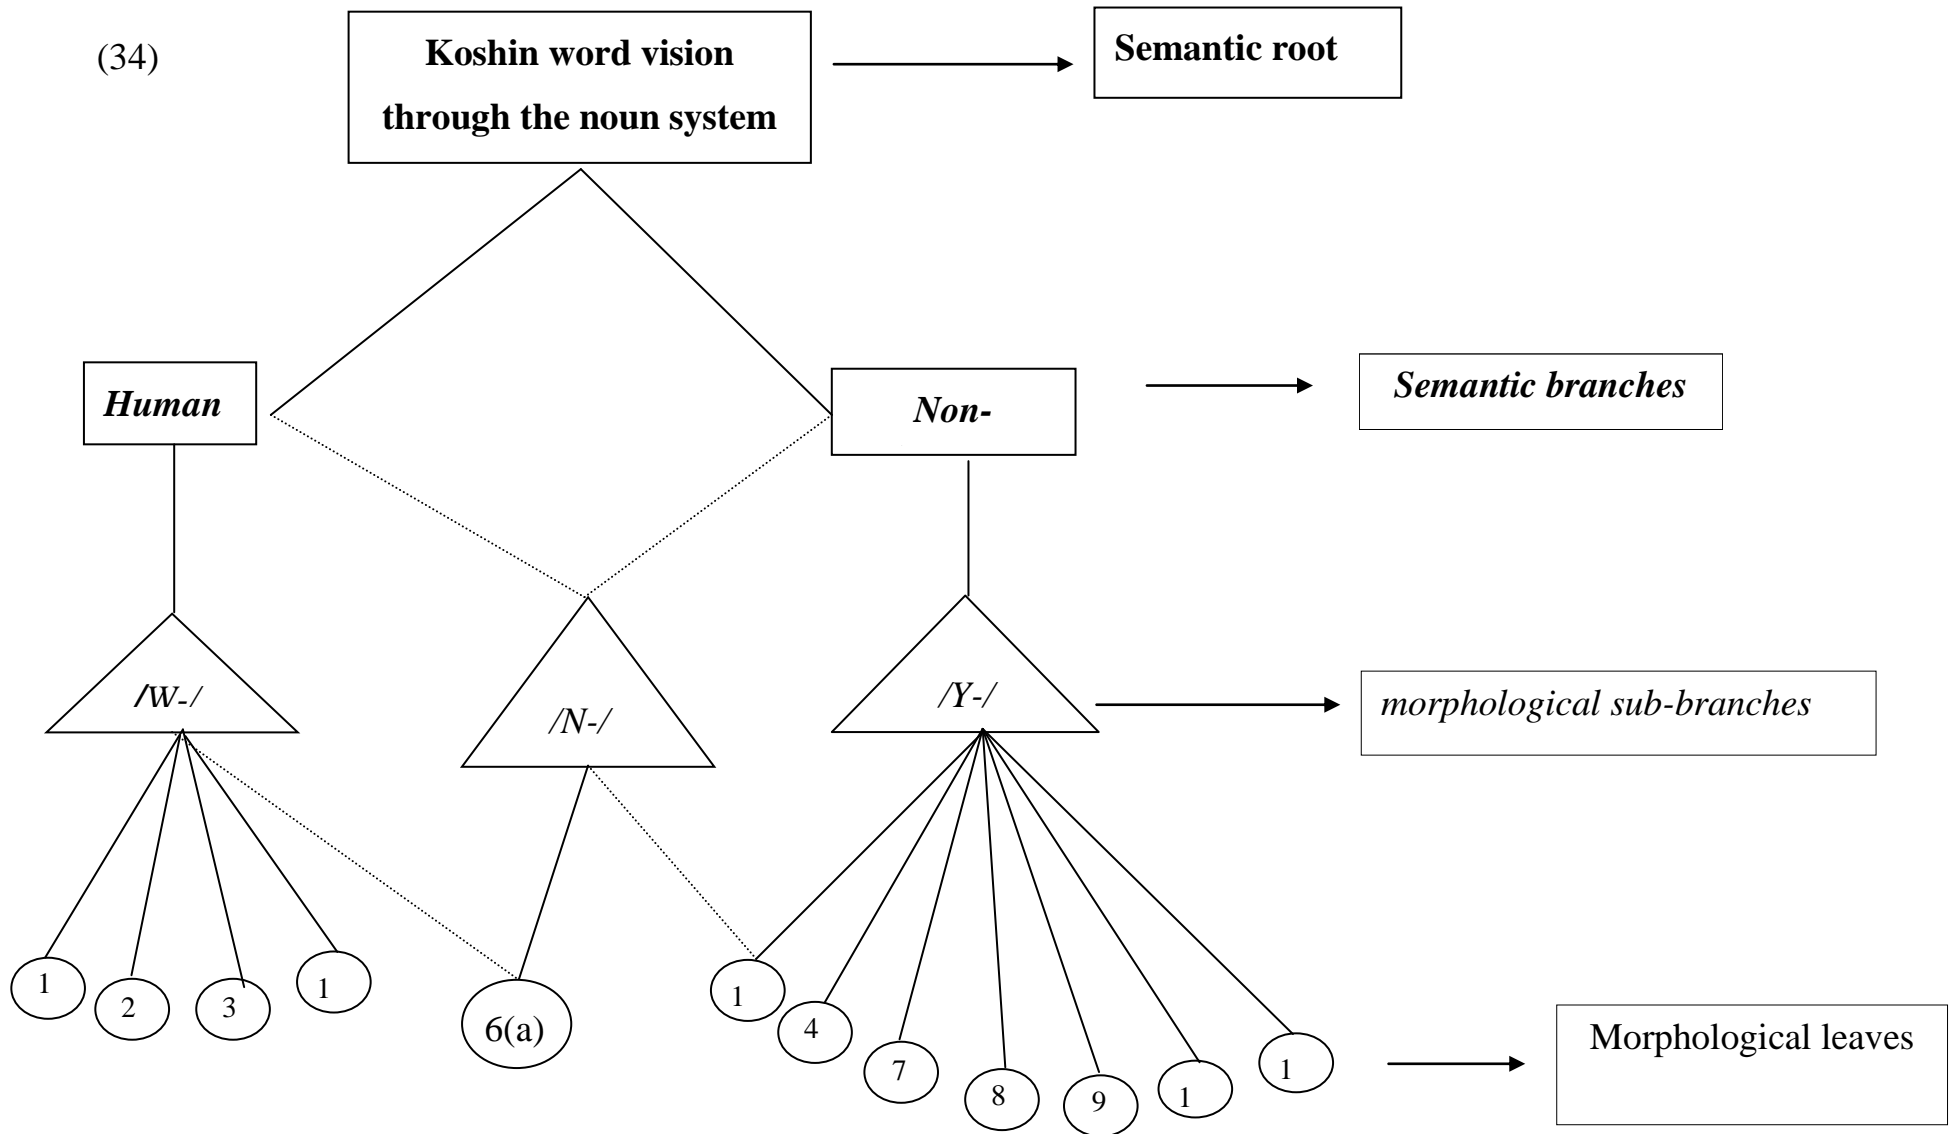 (34)
Koshin word vision
through the noun system
Semantic root
Human
Non-
Semantic branches
/W-/
/N-/
/Y-/
morphological sub-branches
1
2
3
1
6(a)
1
4
7
8
9
1
1
Morphological leaves